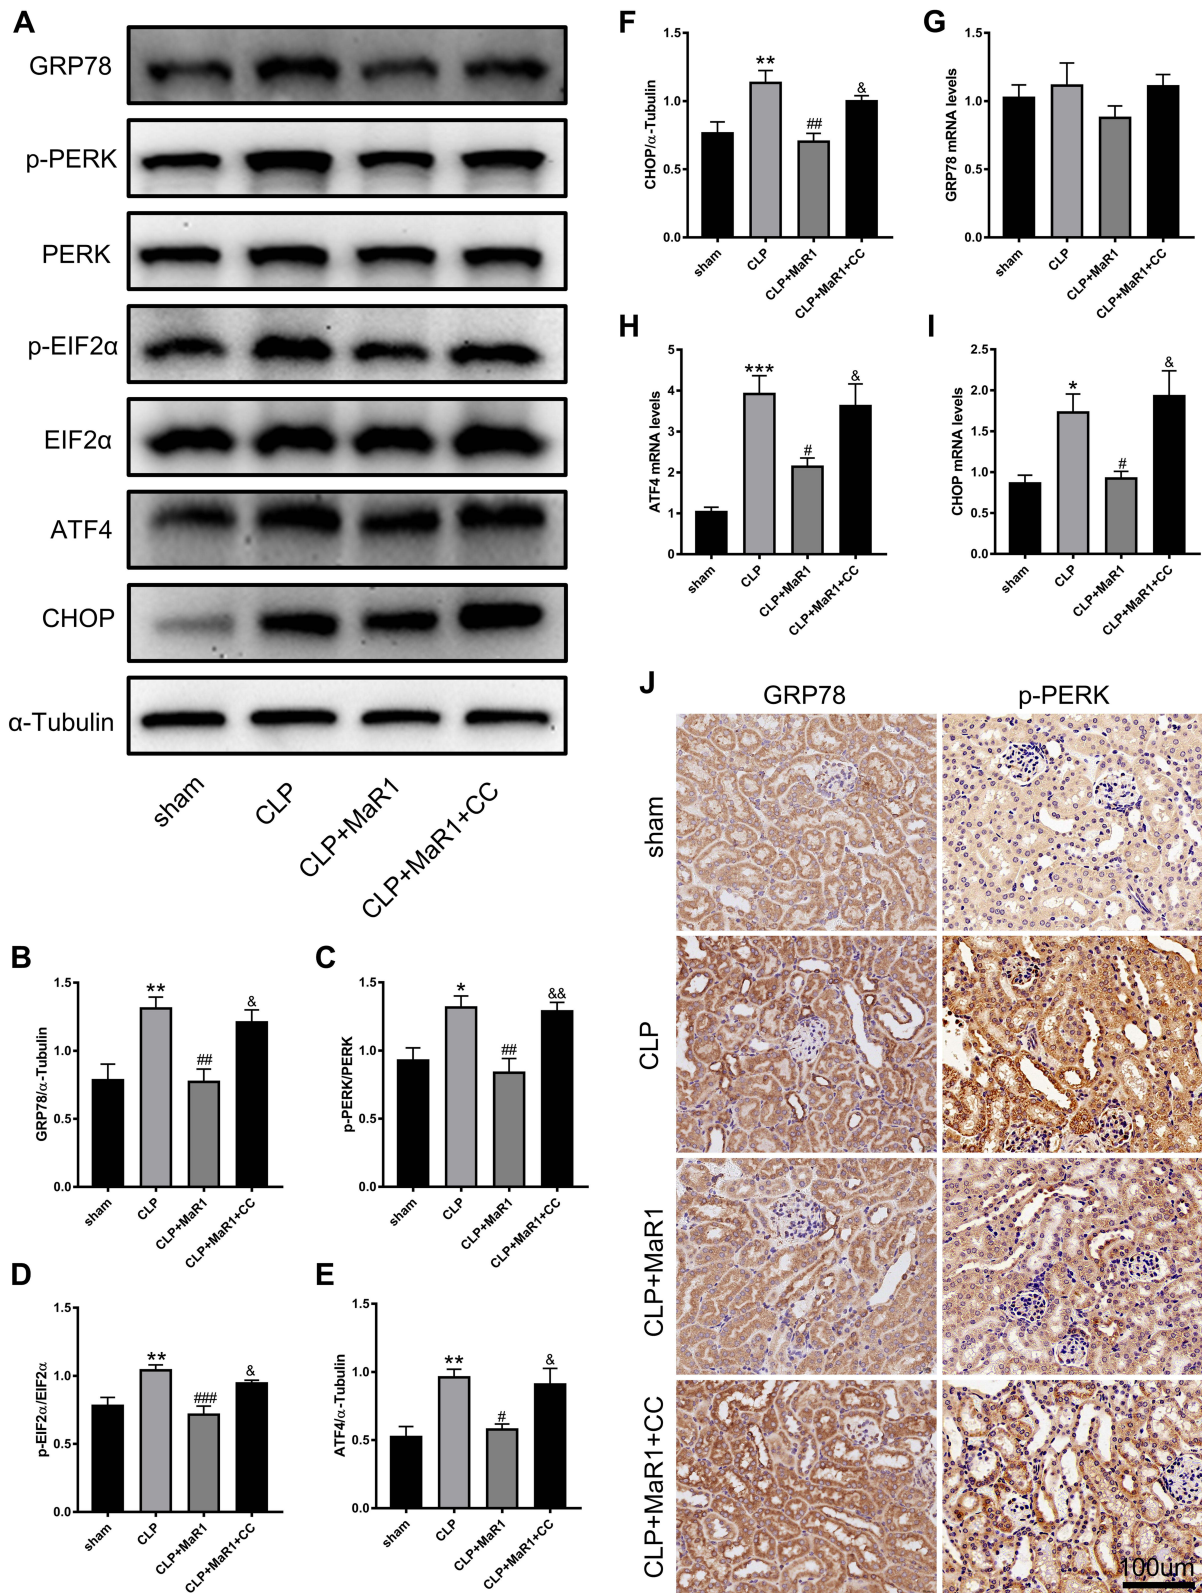 A
GRP78
p-PERK
PERK
p-EIF2α
EIF2α
ATF4
CHOP
α-Tubulin
sham
CLP
CLP+MaR1
CLP+MaR1+CC
B
GRP78/α-Tubulin
1.5
1.0
0.5
0.0
**
##
&
sham
CLP
CLP+MaR1
CLP+MaR1+CC
C
p-PERK/PERK
1.5
1.0
0.5
0.0
*
##
&&
sham
CLP
CLP+MaR1
CLP+MaR1+CC
D
p-EIF2α/EIF2α
1.5
1.0
0.5
0.0
**
###
&
sham
CLP
CLP+MaR1
CLP+MaR1+CC
E
ATF4/α-Tubulin
1.5
1.0
0.5
0.0
**
#
&
sham
CLP
CLP+MaR1
CLP+MaR1+CC
F
CHOP/α-Tubulin
1.5
1.0
0.5
0.0
**
##
&
sham
CLP
CLP+MaR1
CLP+MaR1+CC
G
GRP78 mRNA levels
1.5
1.0
0.5
0.0
sham
CLP
CLP+MaR1
CLP+MaR1+CC
H
ATF4 mRNA levels
5
4
3
2
1
0
***
#
&
sham
CLP
CLP+MaR1
CLP+MaR1+CC
I
CHOP mRNA levels
2.5
2.0
1.5
1.0
0.5
0.0
*
#
&
sham
CLP
CLP+MaR1
CLP+MaR1+CC
J
GRP78
p-PERK
sham
CLP
CLP+MaR1
CLP+MaR1+CC
100um